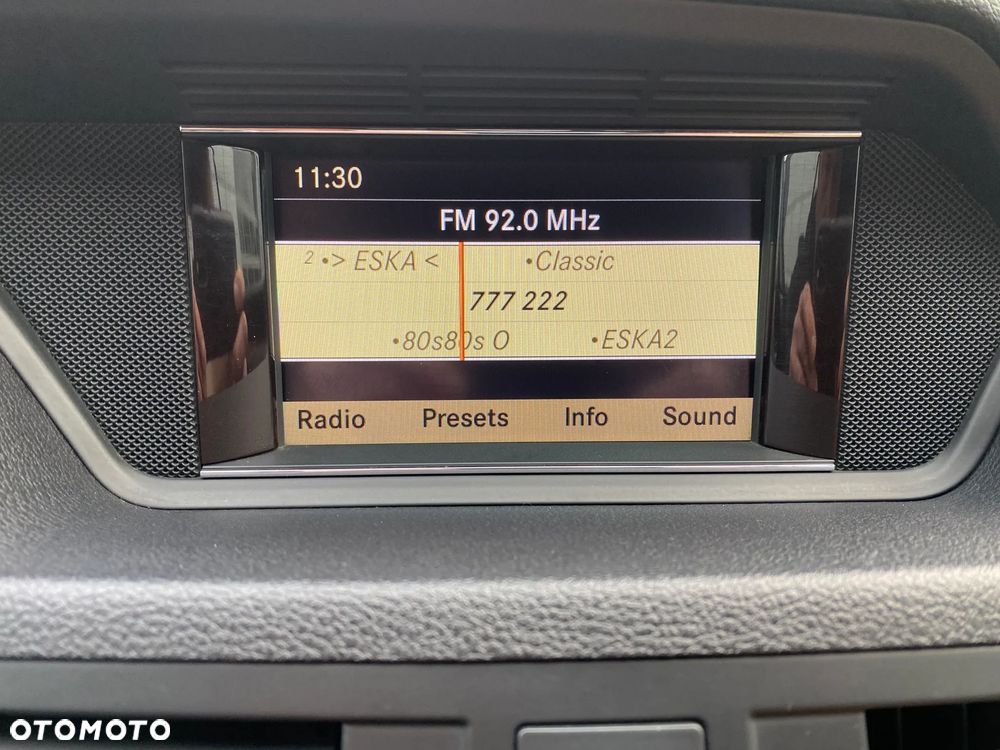 11:30
FM 92.0 MHz
2 •> ESKA < •Classic
777 222
•80s80s O •ESKA2
Radio Presets Info Sound
OTOMOTO